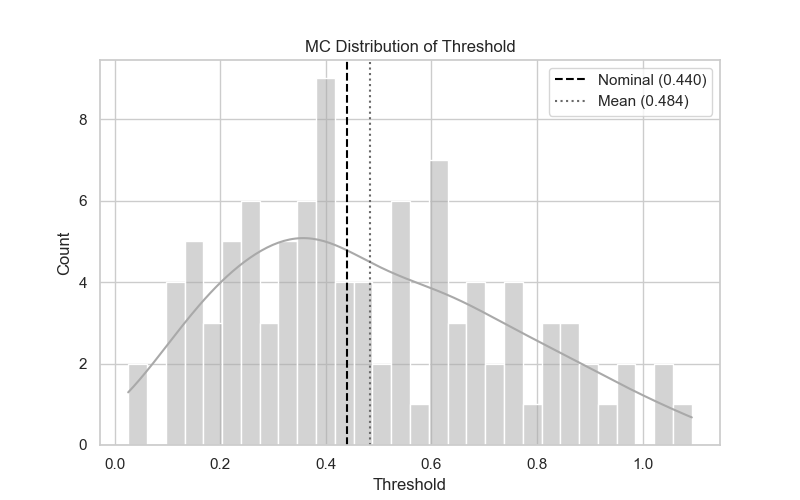 MC Distribution of Threshold
Nominal (0.440)
Mean (0.484)
8
6
4
2
0
Count
0.0 0.2 0.4 0.6 0.8 1.0
Threshold